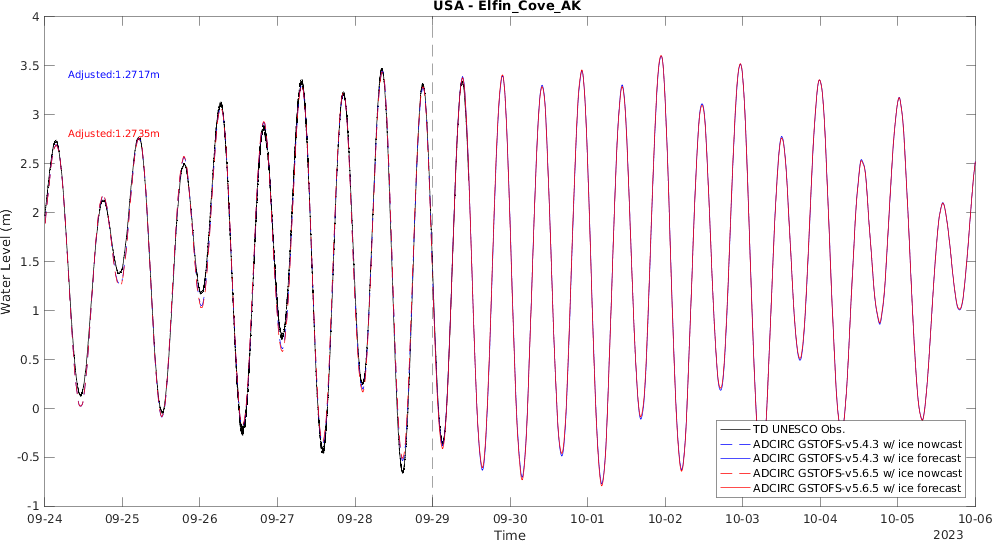 USA - Elfin_Cove_AK
4
3.5
3
2.5
2
1.5
1
0.5
0
-0.5
-1
Water Level (m)
Adjusted:1.2717m
Adjusted:1.2735m
TD UNESCO Obs.
ADCIRC GSTOFS-v5.4.3 w/ ice nowcast
ADCIRC GSTOFS-v5.4.3 w/ ice forecast
ADCIRC GSTOFS-v5.6.5 w/ ice nowcast
ADCIRC GSTOFS-v5.6.5 w/ ice forecast
09-24 09-25 09-26 09-27 09-28 09-29 09-30 10-01 10-02 10-03 10-04 10-05 10-06
Time
2023